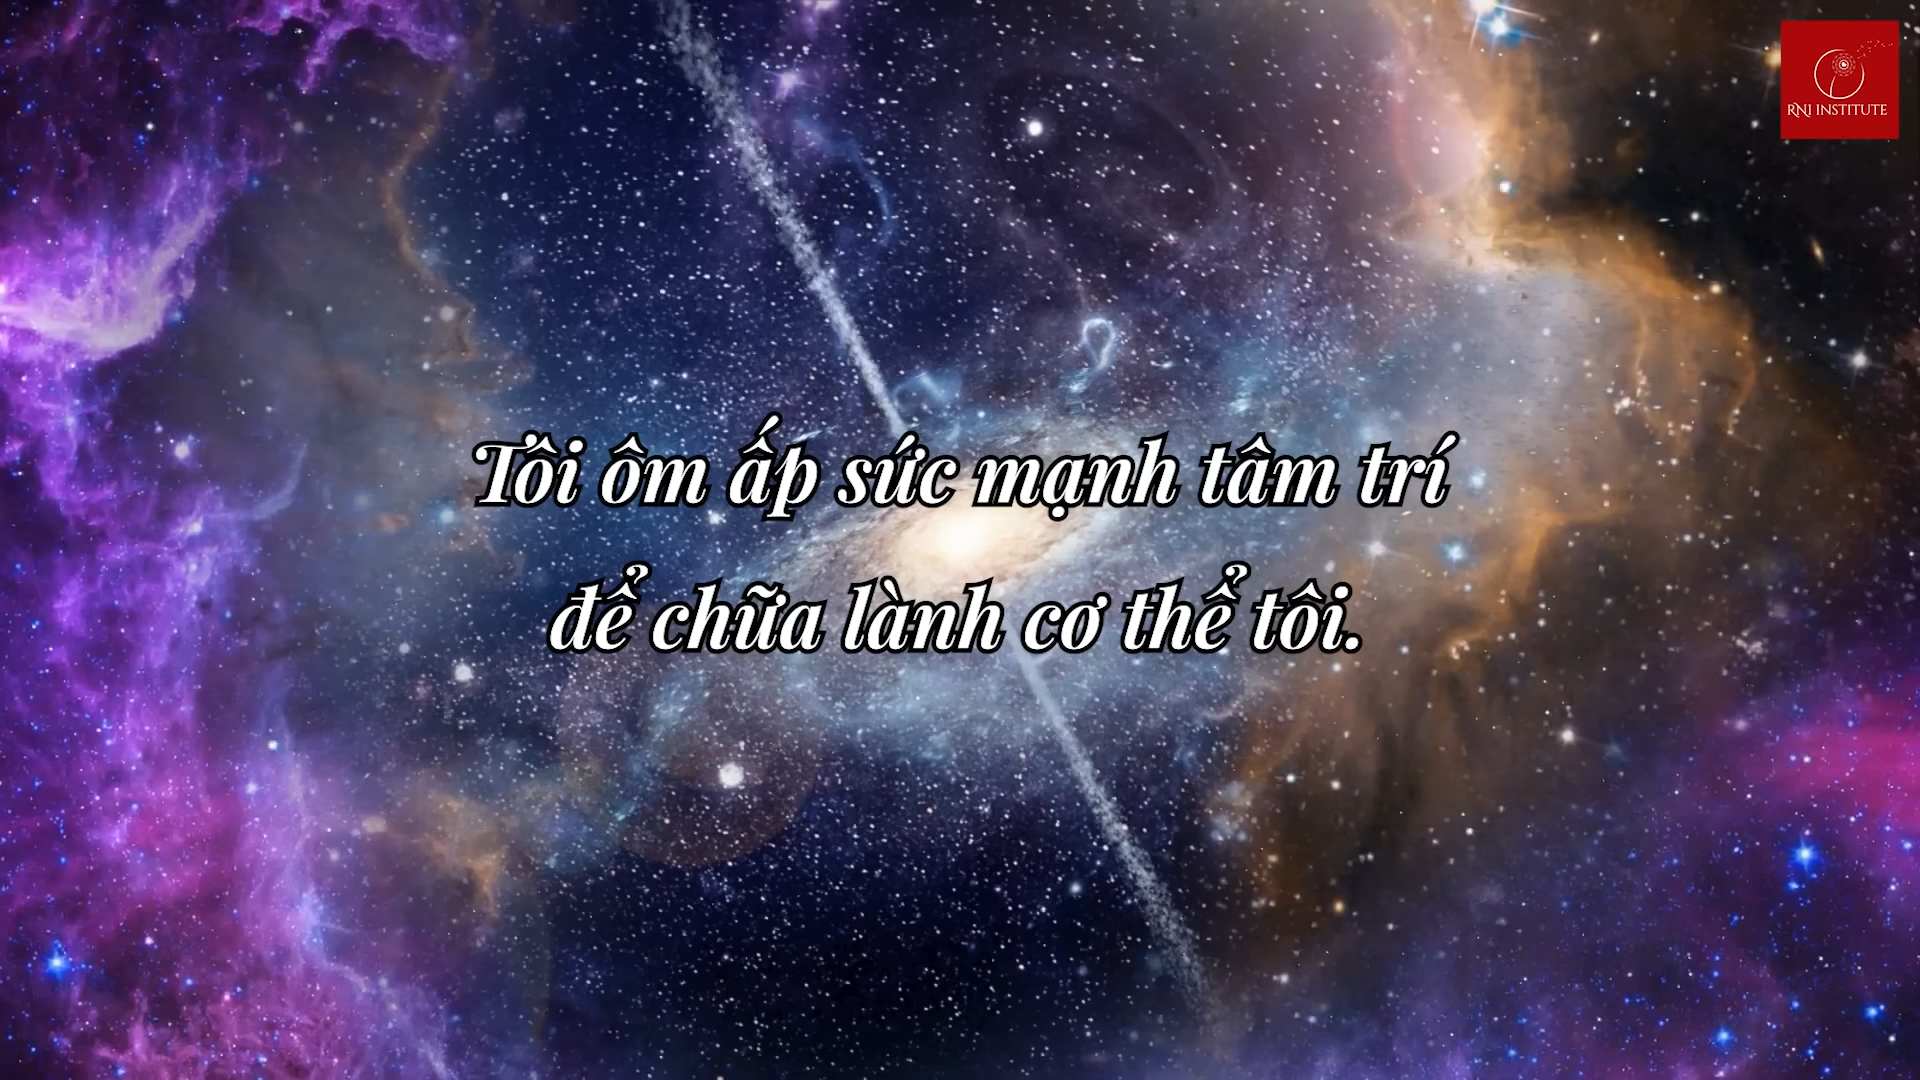 RNI INSTITUTE
Tôi ôm ấp sức mạnh tâm trí
để chữa lành cơ thể tôi.